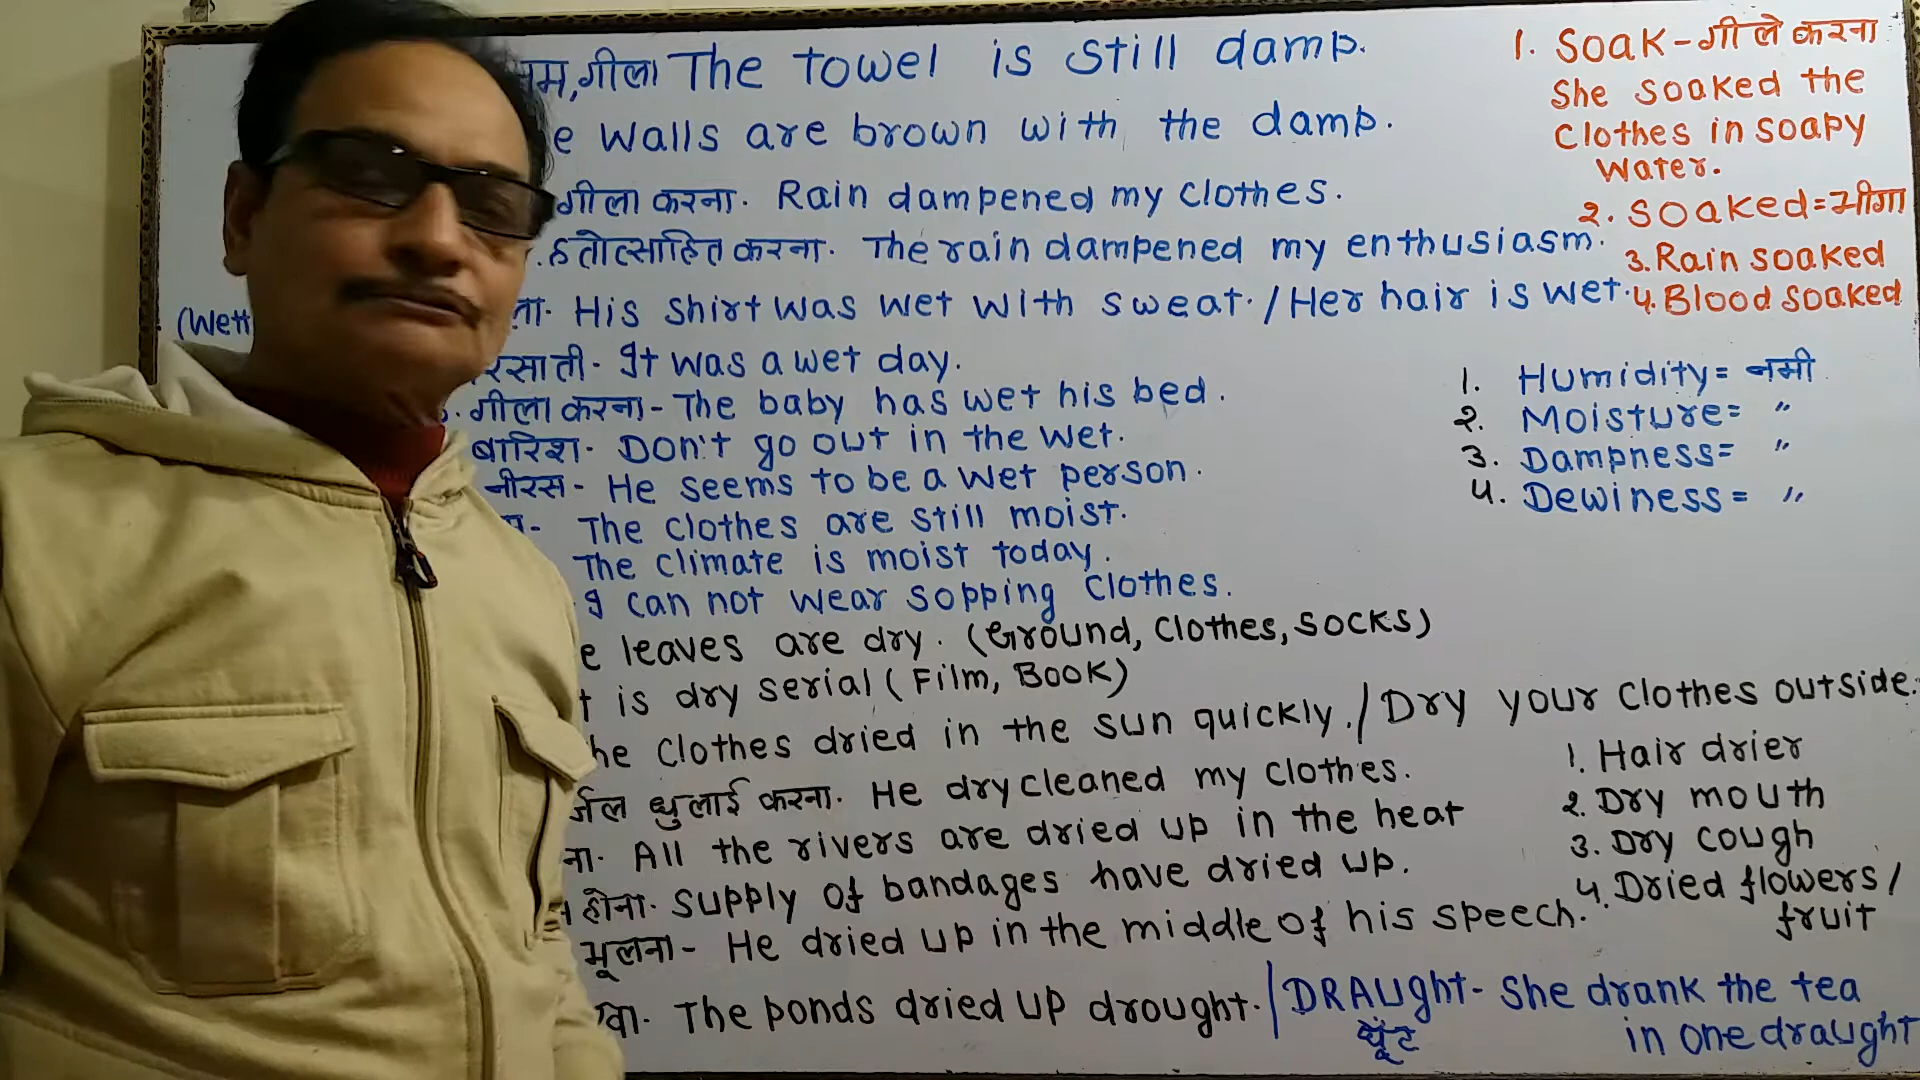 गीला The towel is still damp.
walls are brown with the damp.
गीला करना. Rain dampened my clothes.
हतोत्साहित करना. The rain dampened my enthusiasm.
(Wett
His shirt was wet with sweat. / Her hair is wet.
It was a wet day.
गीला करना - The baby has wet his bed.
बारिश - Don't go out in the wet.
नीरस - He seems to be a wet person.
The clothes are still moist.
The climate is moist today.
I can not wear sopping clothes.
leaves are dry. (Ground, Clothes, Socks)
is dry serial (Film, Book)
clothes dried in the sun quickly. / Dry your clothes outside.
धुलाई करना. He drycleaned my clothes.
All the rivers are dried up in the heat
होना. Supply of bandages have dried up.
भूलना - He dried up in the middle of his speech.
The ponds dried up drought. / DRAUght - She drank the tea
घूंट in one draught
1. Soak - गीले करना
She soaked the
clothes in soapy
water.
2. Soaked = भीगा
3. Rain soaked
4. Blood soaked
1. Humidity = नमी
2. Moisture = "
3. Dampness = "
4. Dewiness = "
1. Hair drier
2. Dry mouth
3. Dry cough
4. Dried flowers /
fruit